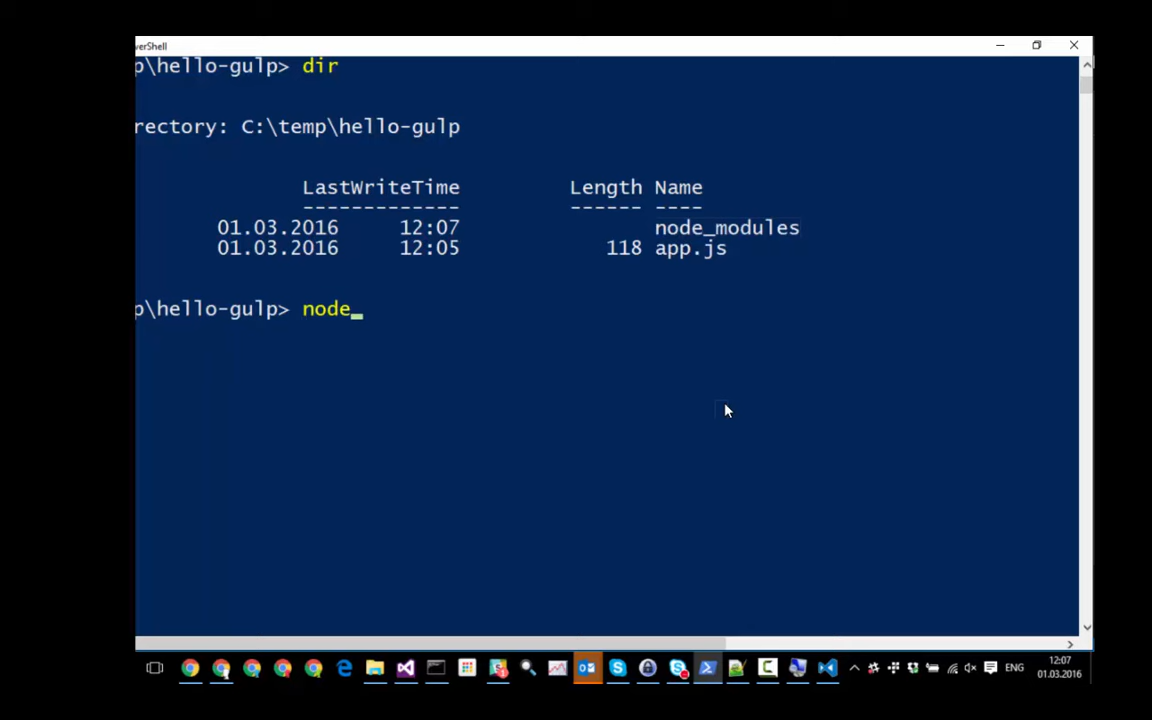 verShell
p\hello-gulp> dir
rectory: C:\temp\hello-gulp
LastWriteTime Length Name
------------- ------ ----
01.03.2016 12:07 node_modules
01.03.2016 12:05 118 app.js
p\hello-gulp> node_
ENG
12:07
01.03.2016